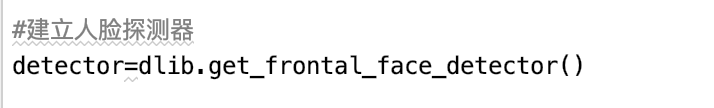 #建立人脸探测器
detector=dlib.get_frontal_face_detector()